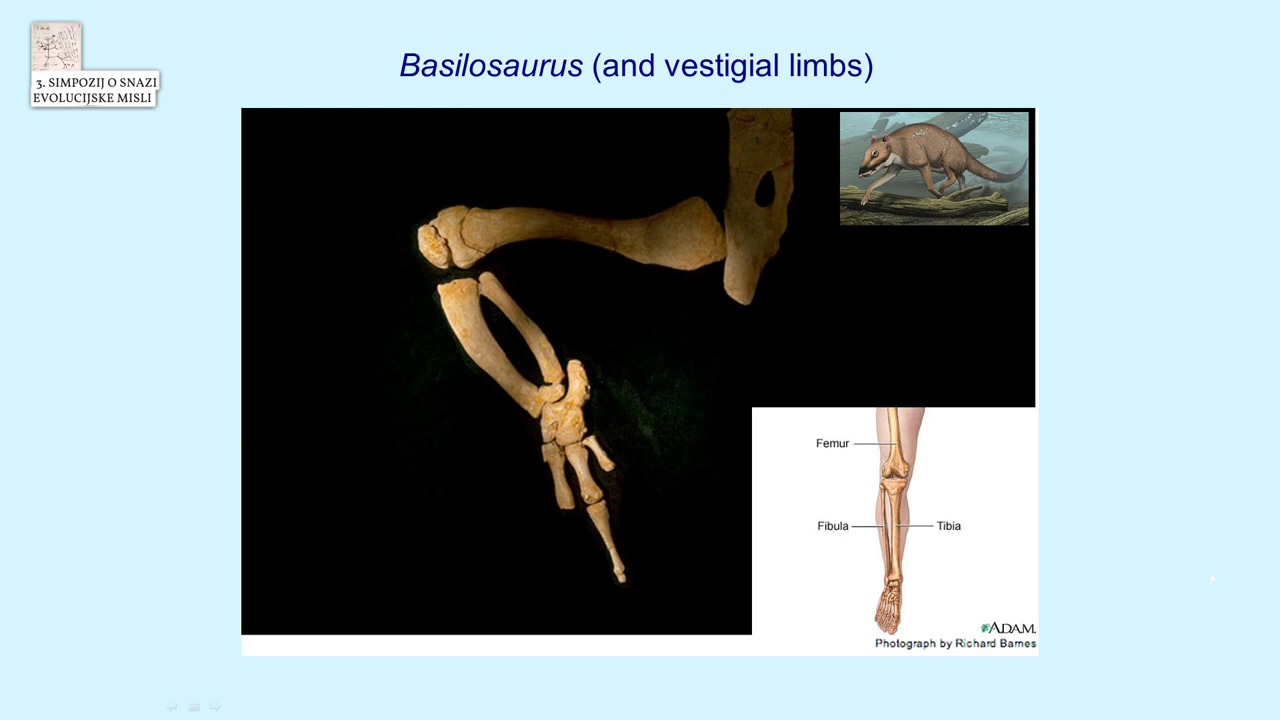 3. SIMPOZIJ O SNAZI
EVOLUCIJSKE MISLI
Basilosaurus (and vestigial limbs)
Femur
Fibula
Tibia
ADAM.
Photograph by Richard Barnes